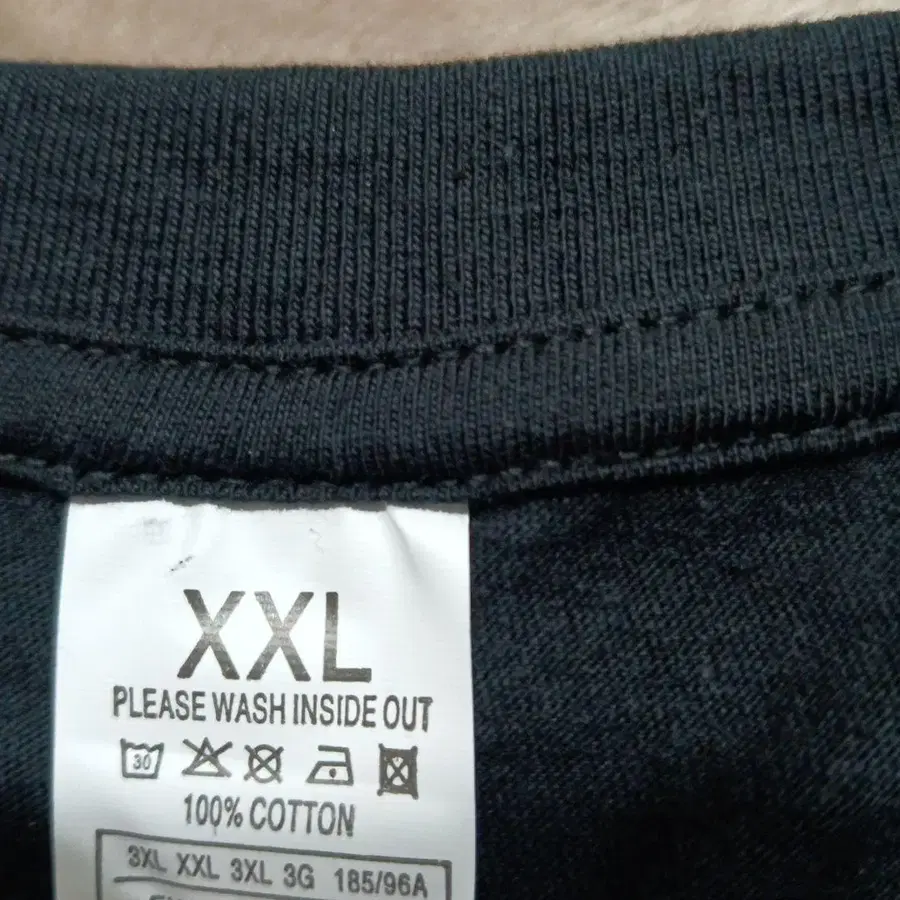 XXL
PLEASE WASH INSIDE OUT
30
100% COTTON
3XL XXL 3XL 3G 185/96A